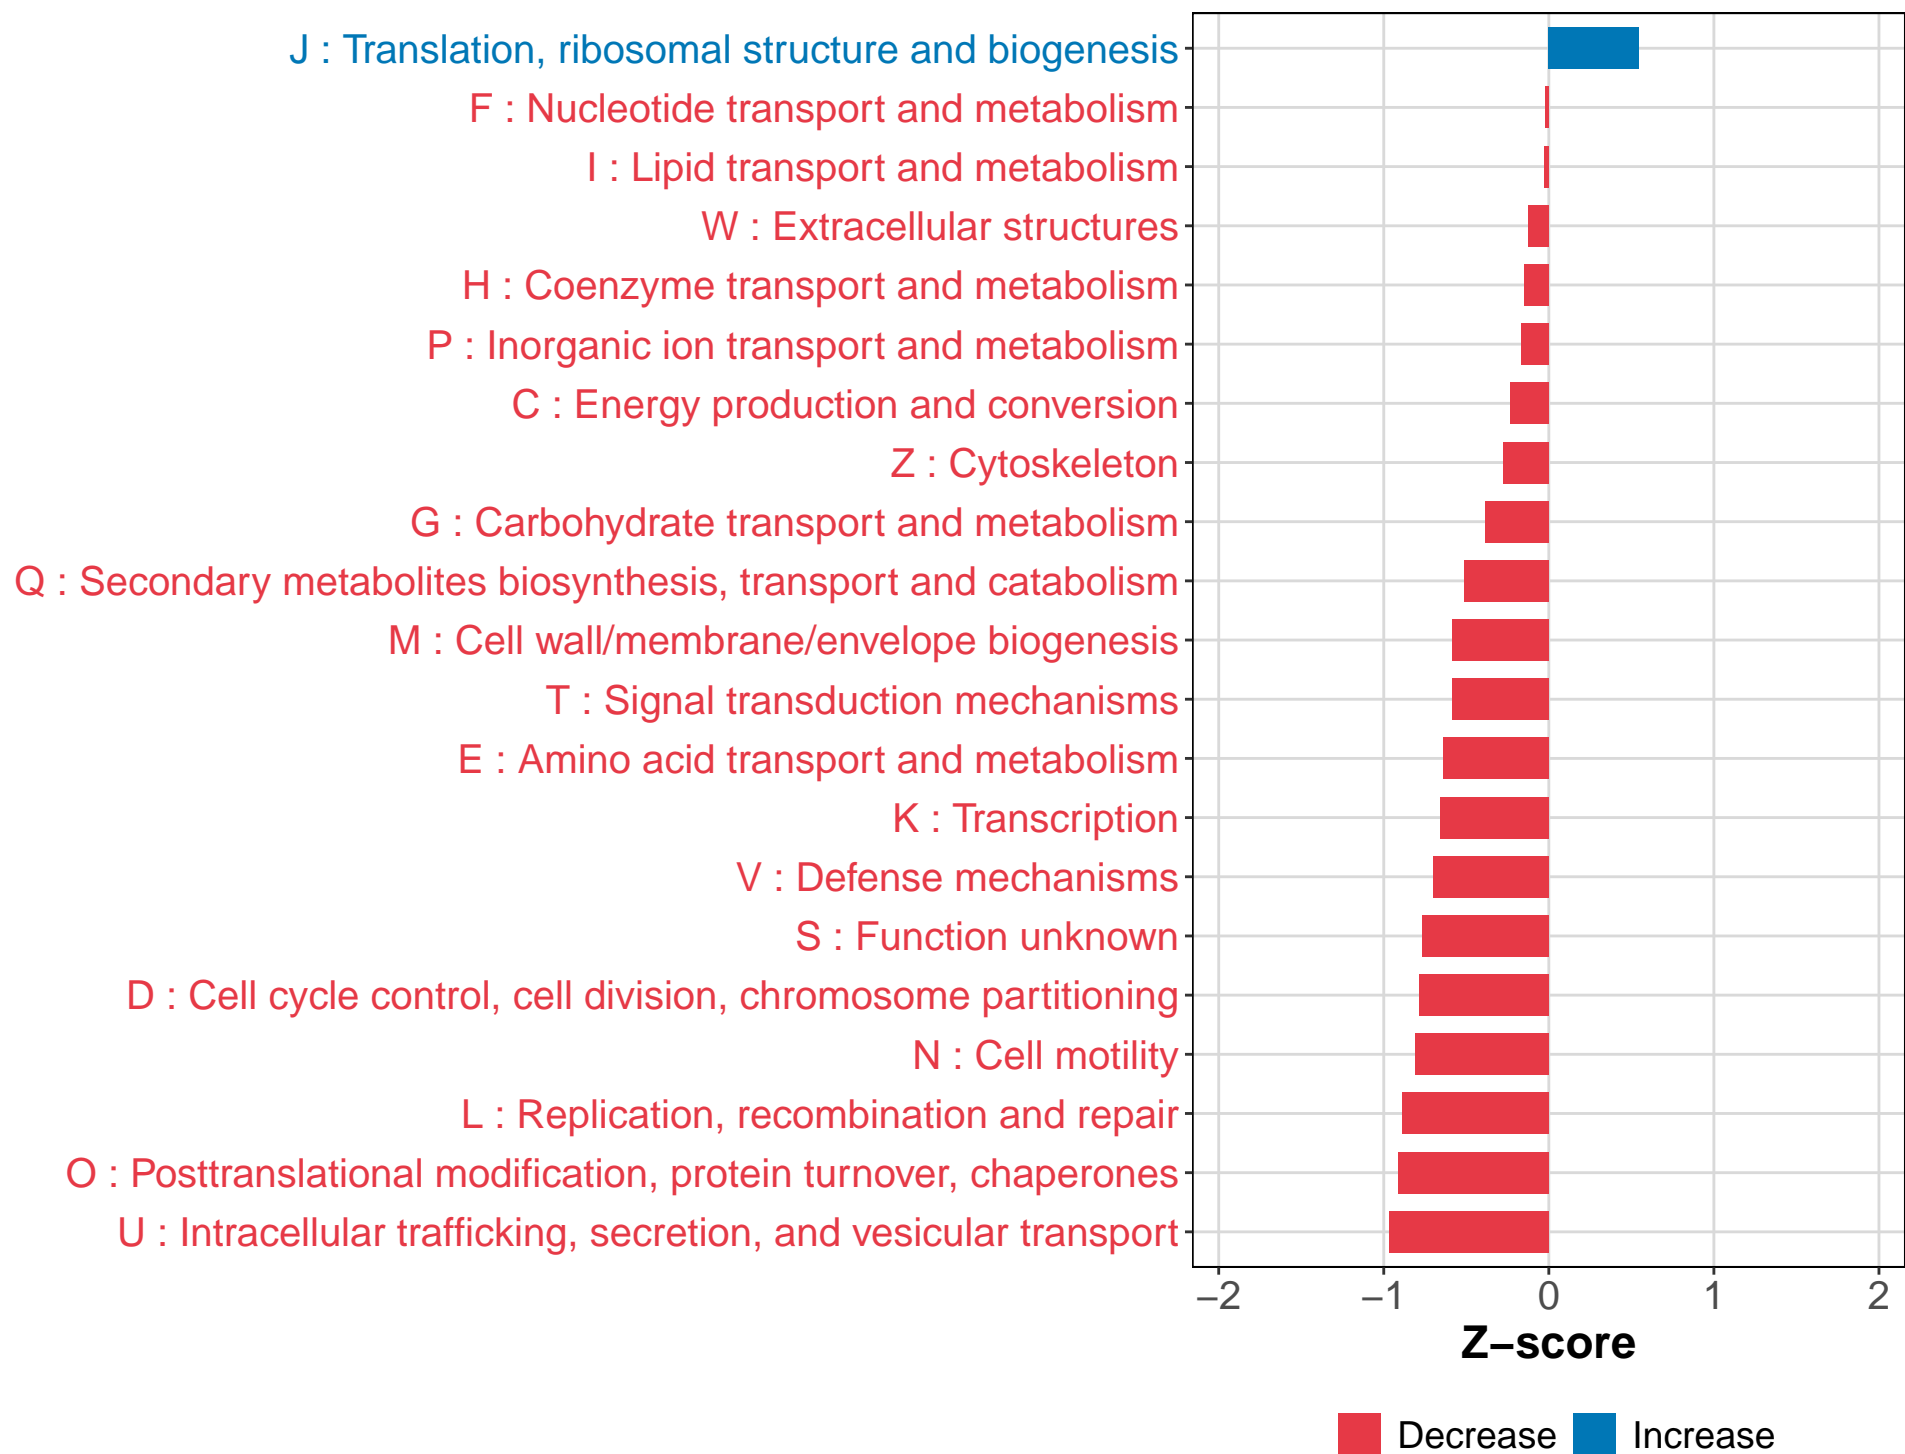 J : Translation, ribosomal structure and biogenesis
F : Nucleotide transport and metabolism
I : Lipid transport and metabolism
W : Extracellular structures
H : Coenzyme transport and metabolism
P : Inorganic ion transport and metabolism
C : Energy production and conversion
Z : Cytoskeleton
G : Carbohydrate transport and metabolism
Q : Secondary metabolites biosynthesis, transport and catabolism
M : Cell wall/membrane/envelope biogenesis
T : Signal transduction mechanisms
E : Amino acid transport and metabolism
K : Transcription
V : Defense mechanisms
S : Function unknown
D : Cell cycle control, cell division, chromosome partitioning
N : Cell motility
L : Replication, recombination and repair
O : Posttranslational modification, protein turnover, chaperones
U : Intracellular trafficking, secretion, and vesicular transport
−2 −1 0 1 2
Z−score
Decrease Increase